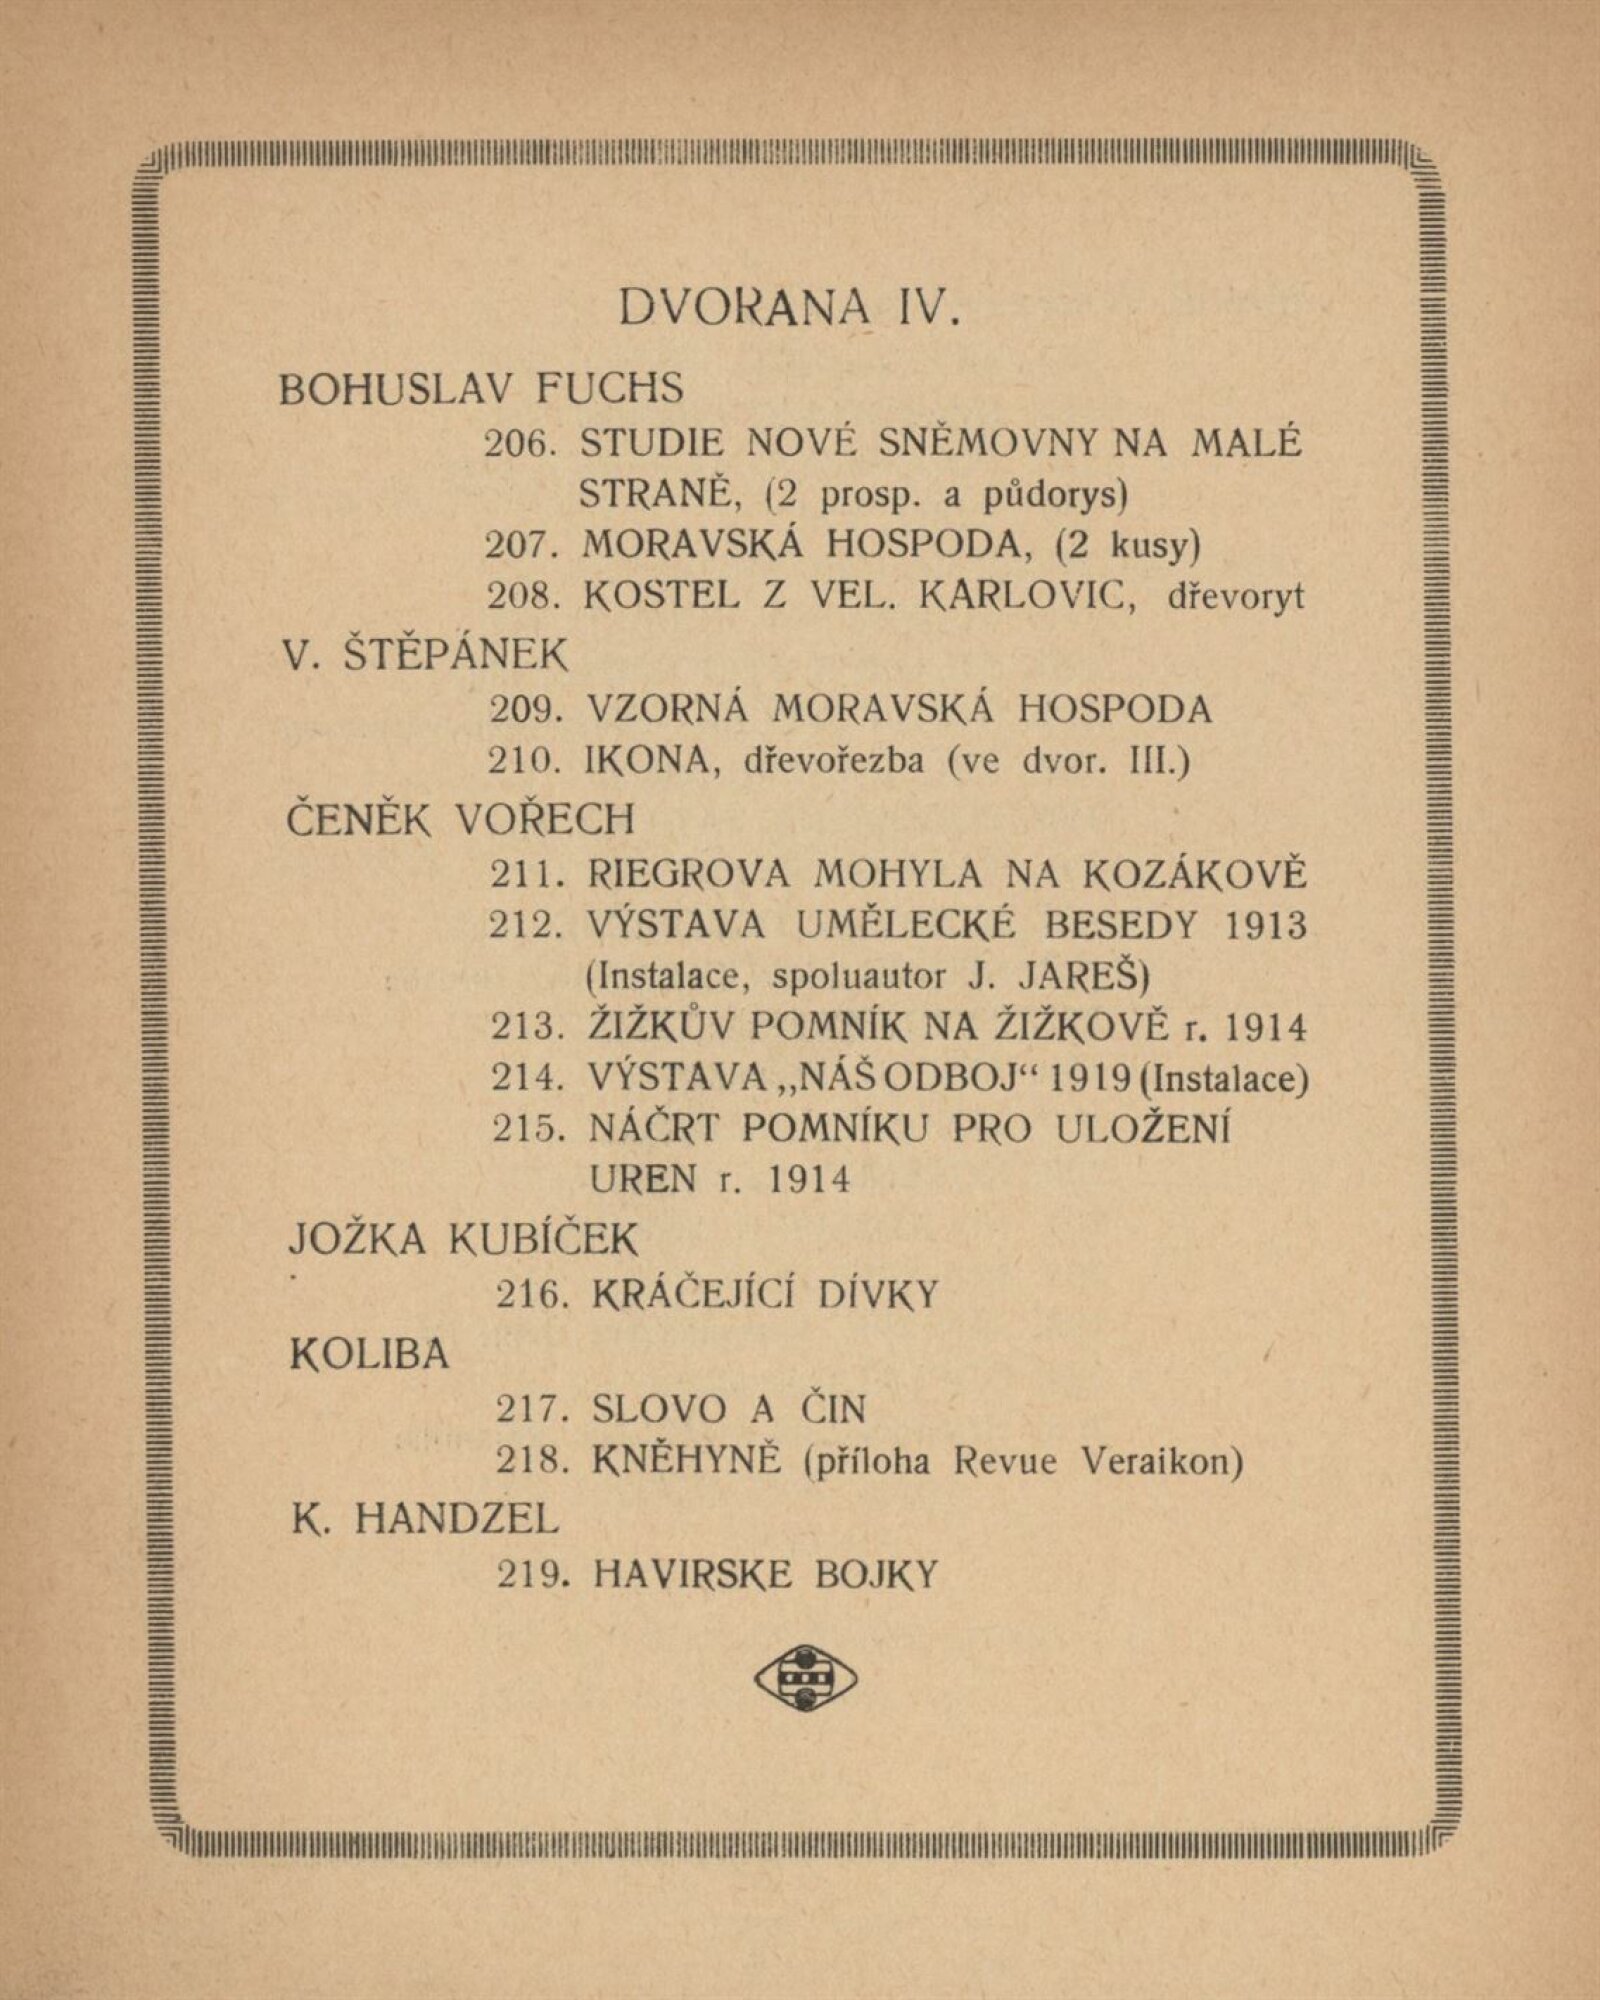 DVORANA IV.
BOHUSLAV FUCHS
206. STUDIE NOVÉ SNĚMOVNY NA MALÉ
STRANĚ, (2 prosp. a půdorys)
207. MORAVSKÁ HOSPODA, (2 kusy)
208. KOSTEL Z VEL. KARLOVIC, dřevoryt
V. ŠTĚPÁNEK
209. VZORNÁ MORAVSKÁ HOSPODA
210. IKONA, dřevořezba (ve dvor. III.)
ČENĚK VOŘECH
211. RIEGROVA MOHYLA NA KOZÁKOVĚ
212. VÝSTAVA UMĚLECKÉ BESEDY 1913
(Instalace, spoluautor J. JAREŠ)
213. ŽIŽKŮV POMNÍK NA ŽIŽKOVĚ r. 1914
214. VÝSTAVA „NÁŠ ODBOJ“ 1919 (Instalace)
215. NÁČRT POMNÍKU PRO ULOŽENÍ
UREN r. 1914
JOŽKA KUBÍČEK
216. KRÁČEJÍCÍ DÍVKY
KOLIBA
217. SLOVO A ČIN
218. KNĚHYNĚ (příloha Revue Veraikon)
K. HANDZEL
219. HAVIRSKE BOJKY